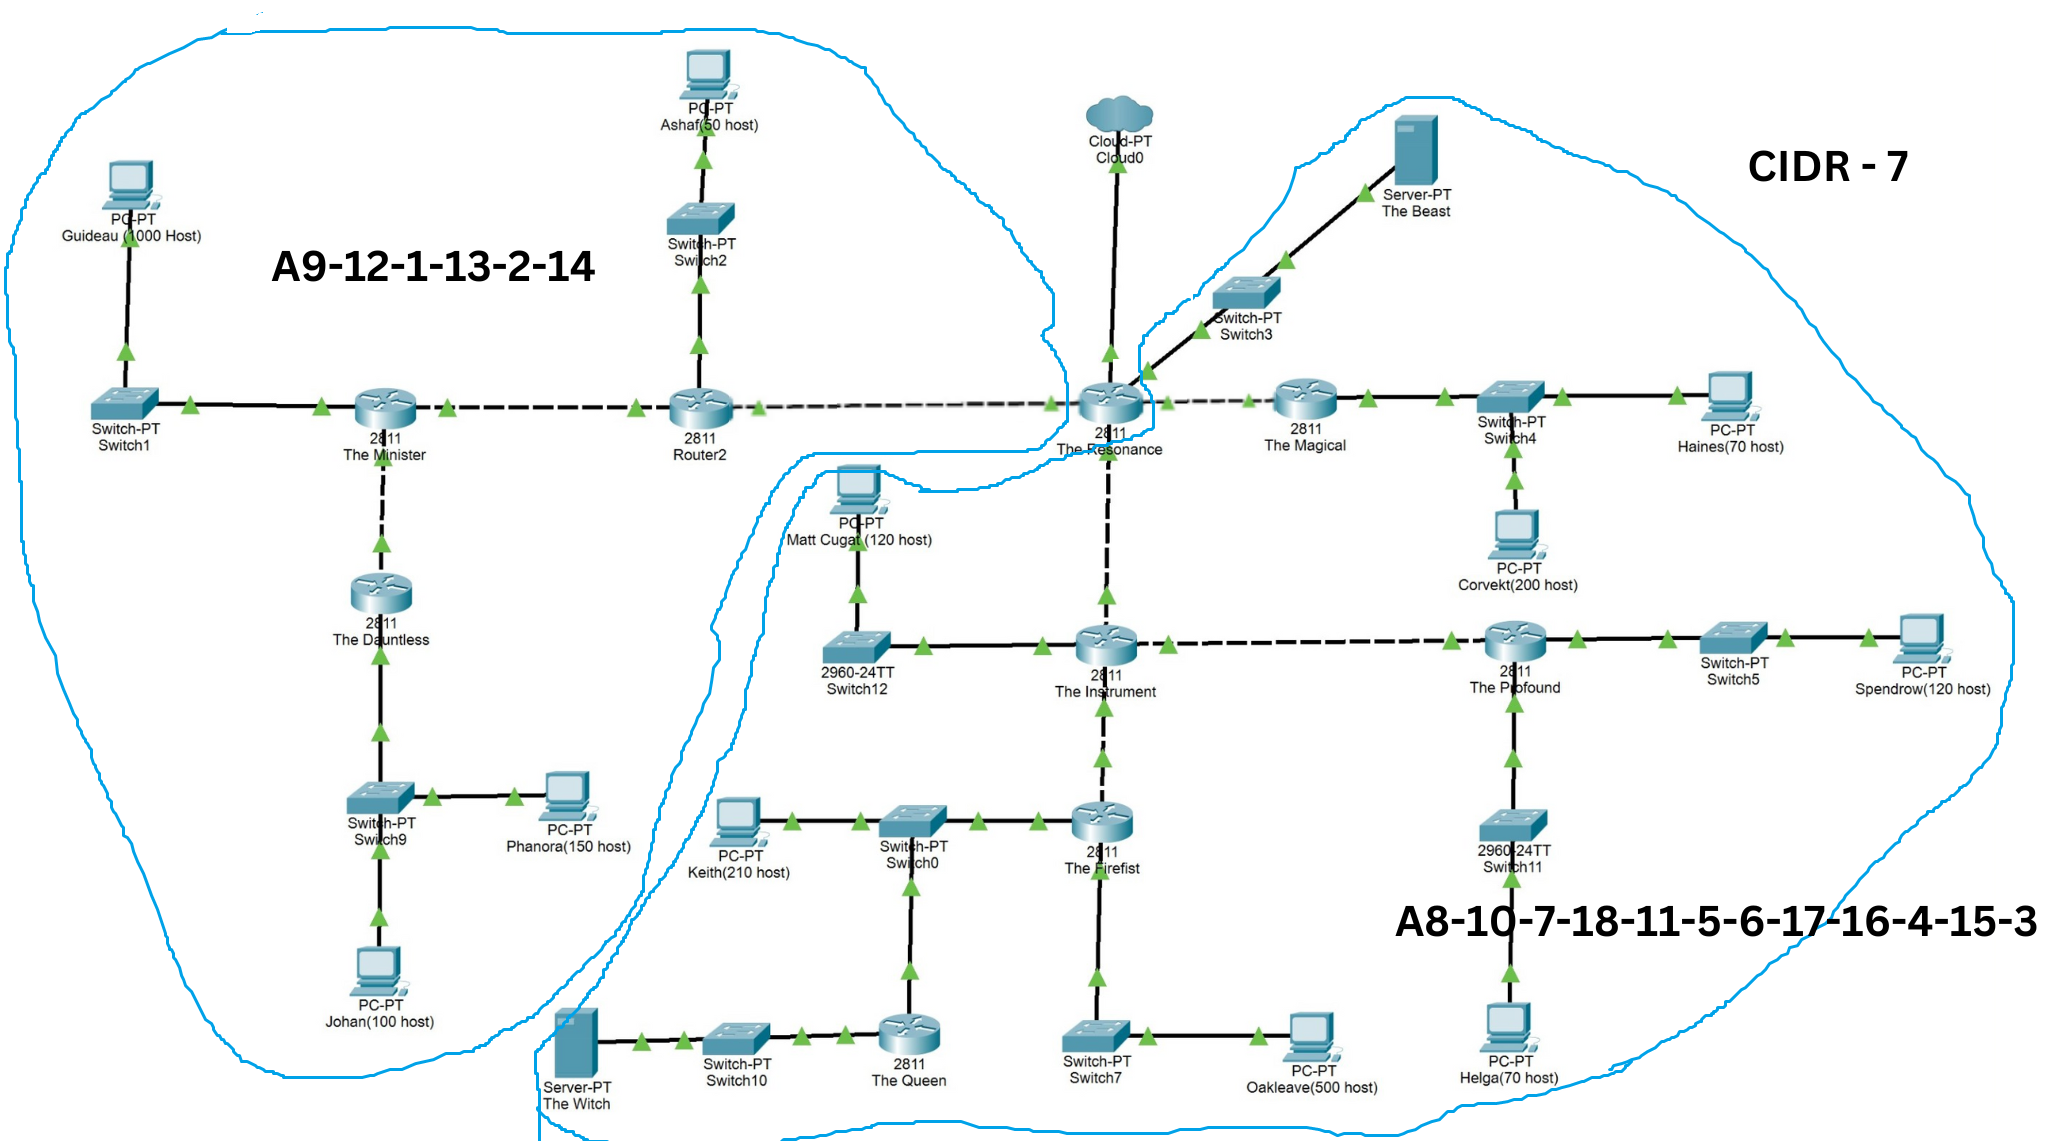 PC-PT
Ashaf(50 host)
Cloud-PT
Cloud0
CIDR - 7
Server-PT
The Beast
PC-PT
Guideau (1000 Host)
A9-12-1-13-2-14
Switch-PT
Switch2
Switch-PT
Switch3
Switch-PT
Switch1
2811
The Minister
2811
Router2
2811
The Resonance
2811
The Magical
Switch-PT
Switch4
PC-PT
Haines(70 host)
PC-PT
Matt Cugat (120 host)
PC-PT
Corvekt(200 host)
2811
The Dauntless
2960-24TT
Switch12
2811
The Instrument
2811
The Profound
Switch-PT
Switch5
PC-PT
Spendrow(120 host)
Switch-PT
Switch9
PC-PT
Phanora(150 host)
PC-PT
Keith(210 host)
Switch-PT
Switch0
2811
The Firefist
2960-24TT
Switch11
A8-10-7-18-11-5-6-17-16-4-15-3
PC-PT
Johan(100 host)
Server-PT
The Witch
Switch-PT
Switch10
2811
The Queen
Switch-PT
Switch7
PC-PT
Oakleave(500 host)
PC-PT
Helga(70 host)